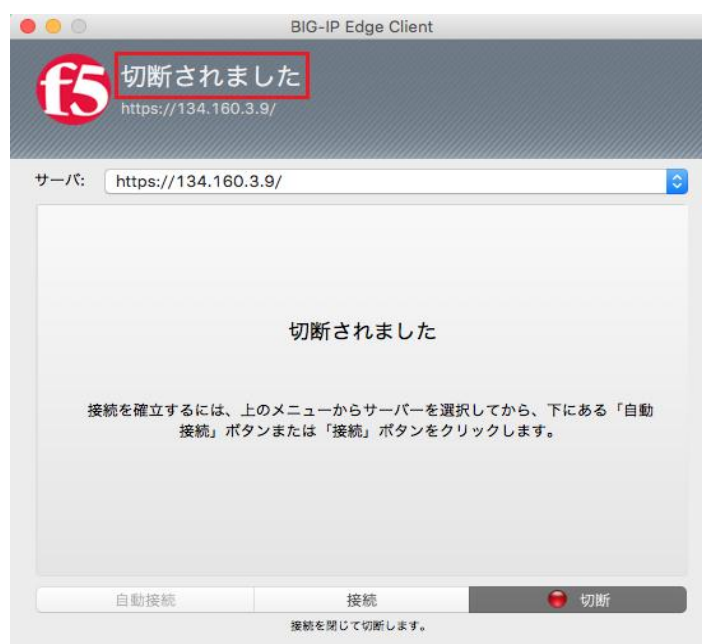 BIG-IP Edge Client
f5
切断されました
https://134.160.3.9/
サーバ: https://134.160.3.9/
切断されました
接続を確立するには、上のメニューからサーバーを選択してから、下にある「自動
接続」ボタンまたは「接続」ボタンをクリックします。
自動接続 接続 切断
接続を閉じて切断します。